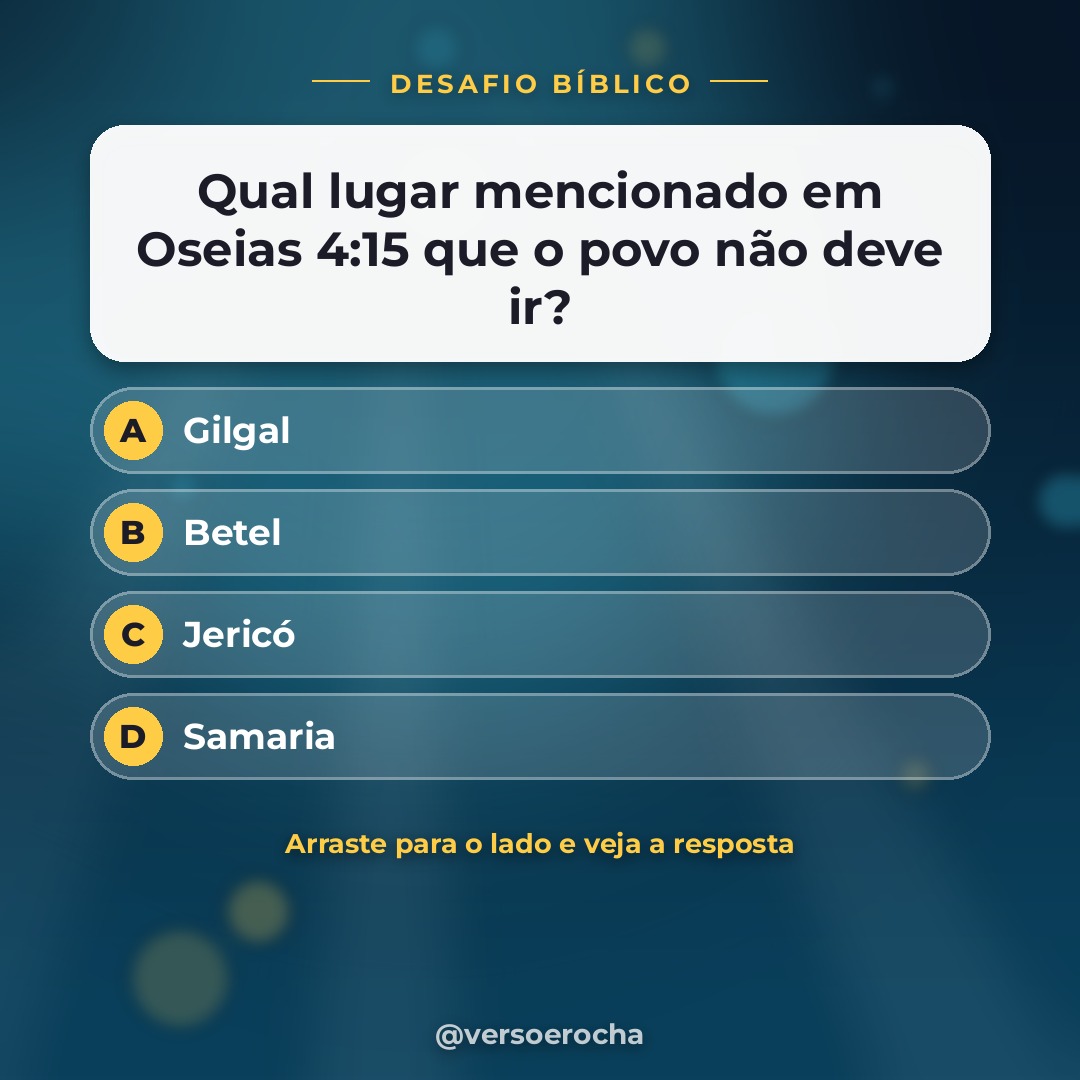 DESAFIO BÍBLICO
Qual lugar mencionado em
Oseias 4:15 que o povo não deve
ir?
A Gilgal
B Betel
C Jericó
D Samaria
Arraste para o lado e veja a resposta
@versoerocha